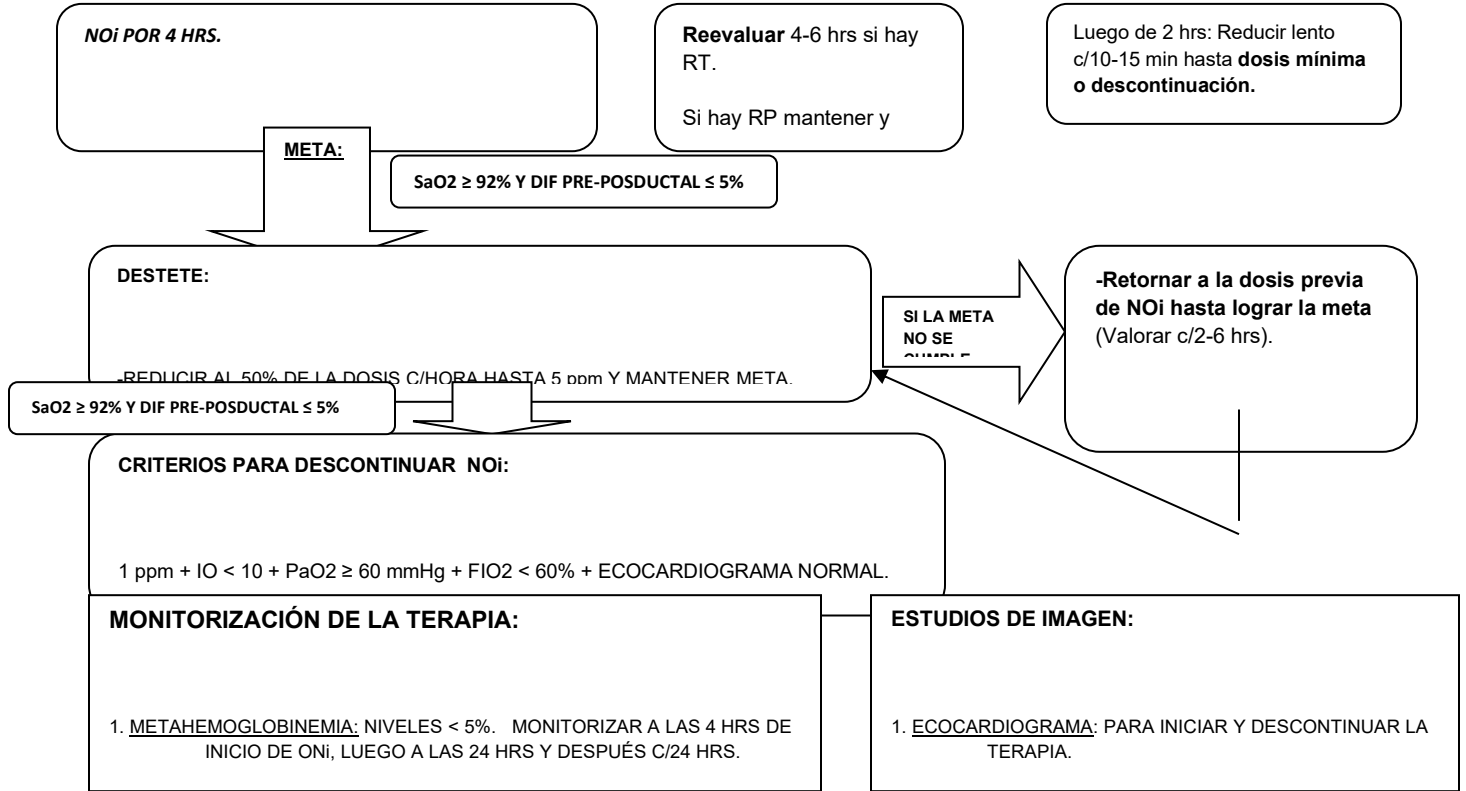 NOi POR 4 HRS.
Reevaluar 4-6 hrs si hay
RT.
Si hay RP mantener y
Luego de 2 hrs: Reducir lento
c/10-15 min hasta dosis mínima
o descontinuación.
META:
SaO2 ≥ 92% Y DIF PRE-POSDUCTAL ≤ 5%
DESTETE:
-REDUCIR AL 50% DE LA DOSIS C/HORA HASTA 5 ppm Y MANTENER META.
SI LA META
NO SE
CUMPLE
-Retornar a la dosis previa
de NOi hasta lograr la meta
(Valorar c/2-6 hrs).
SaO2 ≥ 92% Y DIF PRE-POSDUCTAL ≤ 5%
CRITERIOS PARA DESCONTINUAR NOi:
1 ppm + IO < 10 + PaO2 ≥ 60 mmHg + FIO2 < 60% + ECOCARDIOGRAMA NORMAL.
MONITORIZACIÓN DE LA TERAPIA:
1. METAHEMOGLOBINEMIA: NIVELES < 5%. MONITORIZAR A LAS 4 HRS DE
INICIO DE ONi, LUEGO A LAS 24 HRS Y DESPUÉS C/24 HRS.
ESTUDIOS DE IMAGEN:
1. ECOCARDIOGRAMA: PARA INICIAR Y DESCONTINUAR LA
TERAPIA.